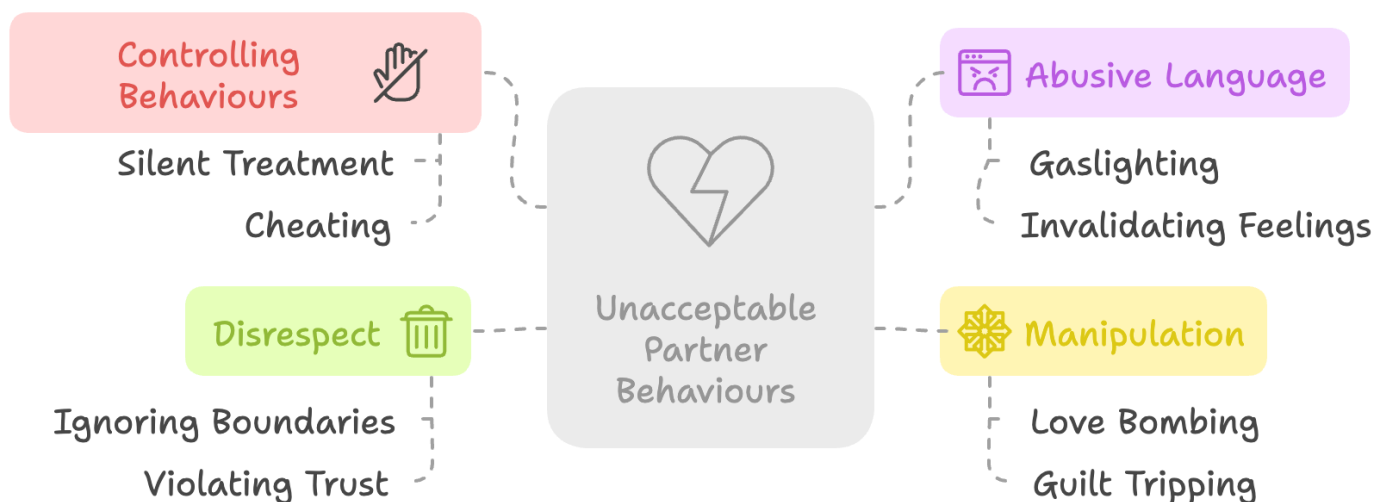 Controlling
Behaviours
Silent Treatment
Cheating
Disrespect
Ignoring Boundaries
Violating Trust
Unacceptable
Partner
Behaviours
Abusive Language
Gaslighting
Invalidating Feelings
Manipulation
Love Bombing
Guilt Tripping